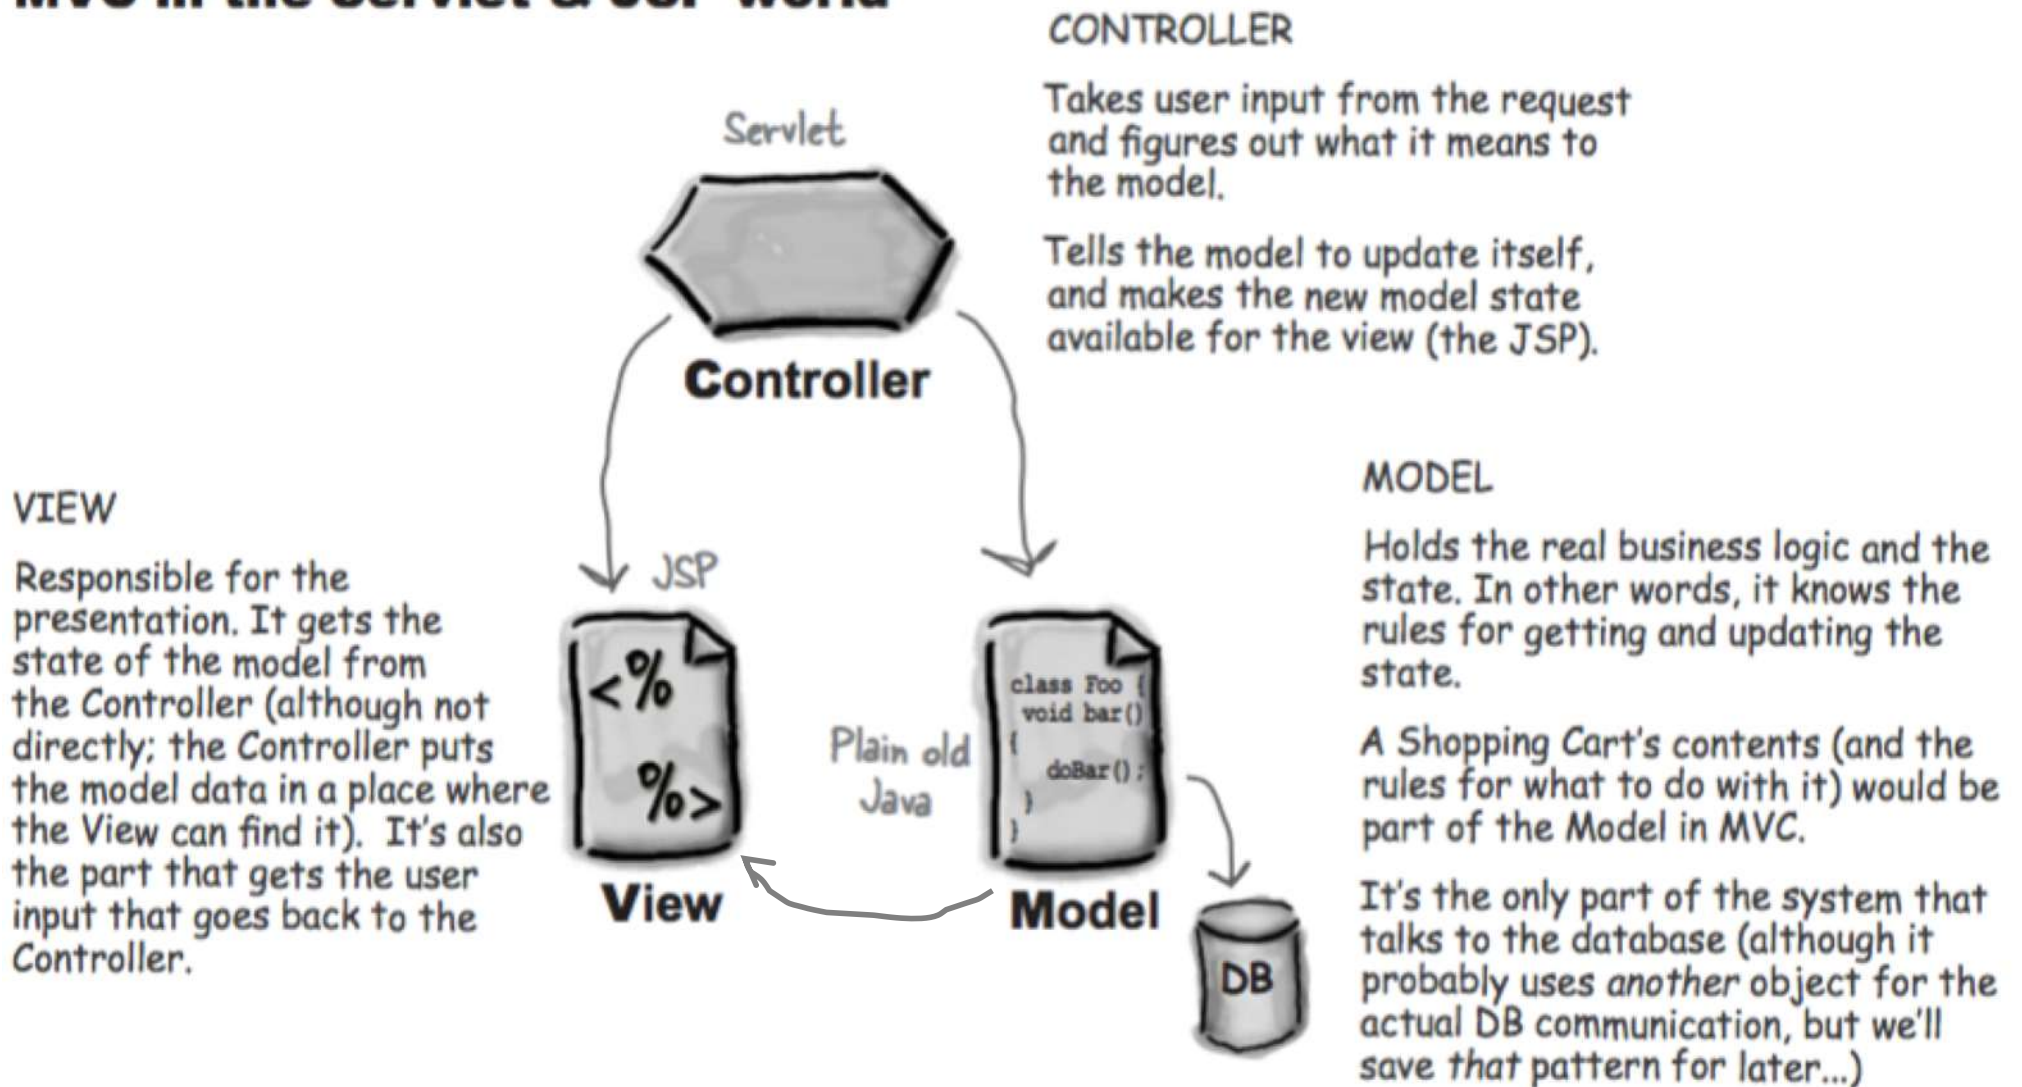 MVC in the Servlet & JSP world
CONTROLLER
Takes user input from the request
and figures out what it means to
the model.
Tells the model to update itself,
and makes the new model state
available for the view (the JSP).
Servlet
Controller
VIEW
Responsible for the
presentation. It gets the
state of the model from
the Controller (although not
directly; the Controller puts
the model data in a place where
the View can find it).  It's also
the part that gets the user
input that goes back to the
Controller.
JSP
<%
%>
View
Plain old
Java
class Foo {
void bar()
{
doBar();
}
}
Model
DB
MODEL
Holds the real business logic and the
state. In other words, it knows the
rules for getting and updating the
state.
A Shopping Cart's contents (and the
rules for what to do with it) would be
part of the Model in MVC.
It's the only part of the system that
talks to the database (although it
probably uses another object for the
actual DB communication, but we'll
save that pattern for later...)